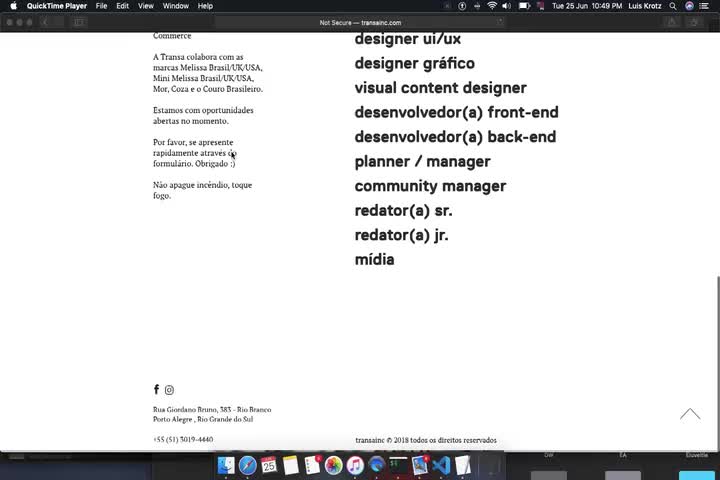 QuickTime Player File Edit View Window Help
Tue 25 Jun 10:49 PM Luis Krotz
Not Secure — transainc.com
Commerce
A Transa colabora com as
marcas Melissa Brasil/UK/USA,
Mini Melissa Brasil/UK/USA,
Mor, Coza e o Couro Brasileiro.
Estamos com oportunidades
abertas no momento.
Por favor, se apresente
rapidamente através do
formulário. Obrigado :)
Não apague incêndio, toque
fogo.
designer ui/ux
designer gráfico
visual content designer
desenvolvedor(a) front-end
desenvolvedor(a) back-end
planner / manager
community manager
redator(a) sr.
redator(a) jr.
mídia
Rua Giordano Bruno, 383 - Rio Branco
Porto Alegre , Rio Grande do Sul
+55 (51) 3019-4440
transainc © 2018 todos os direitos reservados
25